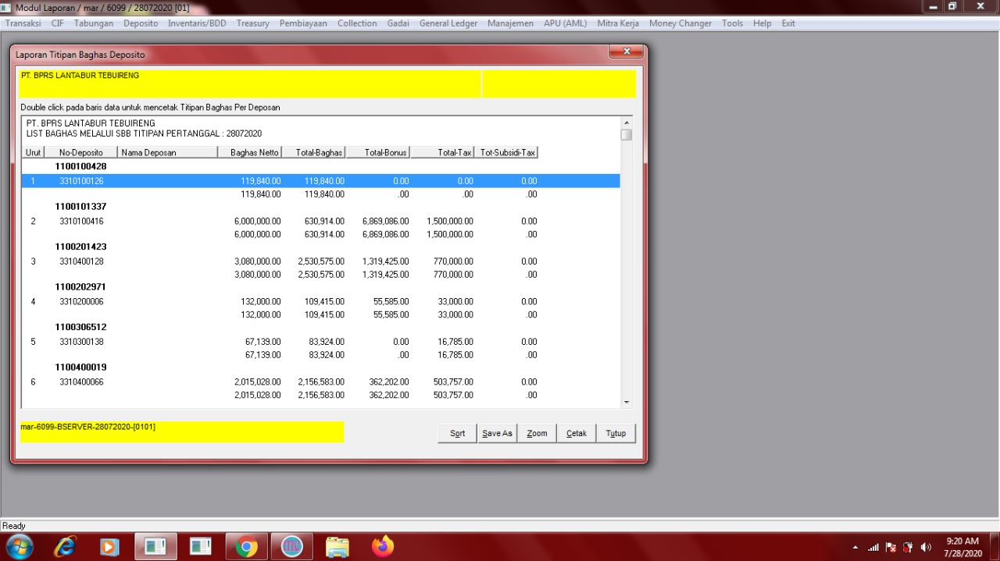 Modul Laporan / mar / 6099 / 28072020 [01]
Transaksi CIF Tabungan Deposito Inventaris/BDD Treasury Pembiayaan Collection Gadai General Ledger Manajemen APU (AML) Mitra Kerja Money Changer Tools Help Exit
Laporan Titipan Baghas Deposito
PT. BPRS LANTABUR TEBUIRENG
Double click pada baris data untuk mencetak Titipan Baghas Per Deposan
PT. BPRS LANTABUR TEBUIRENG
LIST BAGHAS MELALUI SBB TITIPAN PERTANGGAL : 28072020
Urut No-Deposito Nama Deposan Baghas Netto Total-Baghas Total-Bonus Total-Tax Tot-Subsidi-Tax
1100100428
1 3310100126 119,840.00 119,840.00 0.00 0.00 0.00
119,840.00 119,840.00 .00 .00 .00
1100101337
2 3310100416 6,000,000.00 630,914.00 6,869,086.00 1,500,000.00 0.00
6,000,000.00 630,914.00 6,869,086.00 1,500,000.00 .00
1100201423
3 3310400128 3,080,000.00 2,530,575.00 1,319,425.00 770,000.00 0.00
3,080,000.00 2,530,575.00 1,319,425.00 770,000.00 .00
1100202971
4 3310200006 132,000.00 109,415.00 55,585.00 33,000.00 0.00
132,000.00 109,415.00 55,585.00 33,000.00 .00
1100306512
5 3310300138 67,139.00 83,924.00 0.00 16,785.00 0.00
67,139.00 83,924.00 .00 16,785.00 .00
1100400019
6 3310400066 2,015,028.00 2,156,583.00 362,202.00 503,757.00 0.00
2,015,028.00 2,156,583.00 362,202.00 503,757.00 .00
mar-6099-BSERVER-28072020-[0101]
Sort Save As Zoom Cetak Tutup
Ready
9:20 AM
7/28/2020